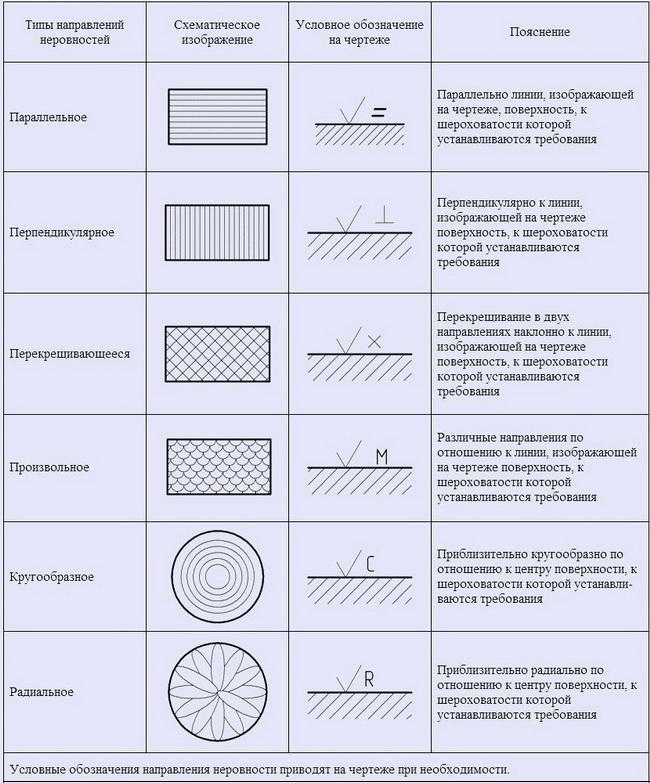 Типы направлений
неровностей
Схематическое
изображение
Условное обозначение
на чертеже
Пояснение
Параллельное
=
Параллельно линии, изображающей
на чертеже, поверхность, к
шероховатости которой
устанавливаются требования
Перпендикулярное
⊥
Перпендикулярно к линии,
изображающей на чертеже
поверхность, к шероховатости
которой устанавливаются
требования
Перекрещивающееся
×
Перекрещивание в двух
направлениях наклонно к линии,
изображающей на чертеже
поверхность, к шероховатости
которой устанавливаются
требования
Произвольное
M
Различные направления по
отношению к линии, изображающей
на чертеже поверхность, к
шероховатости которой
устанавливаются требования
Кругообразное
C
Приблизительно кругообразно по
отношению к центру поверхности, к
шероховатости которой устанавли-
ваются требования
Радиальное
R
Приблизительно радиально по
отношению к центру поверхности, к
шероховатости которой
устанавливаются требования
Условные обозначения направления неровности приводят на чертеже при необходимости.